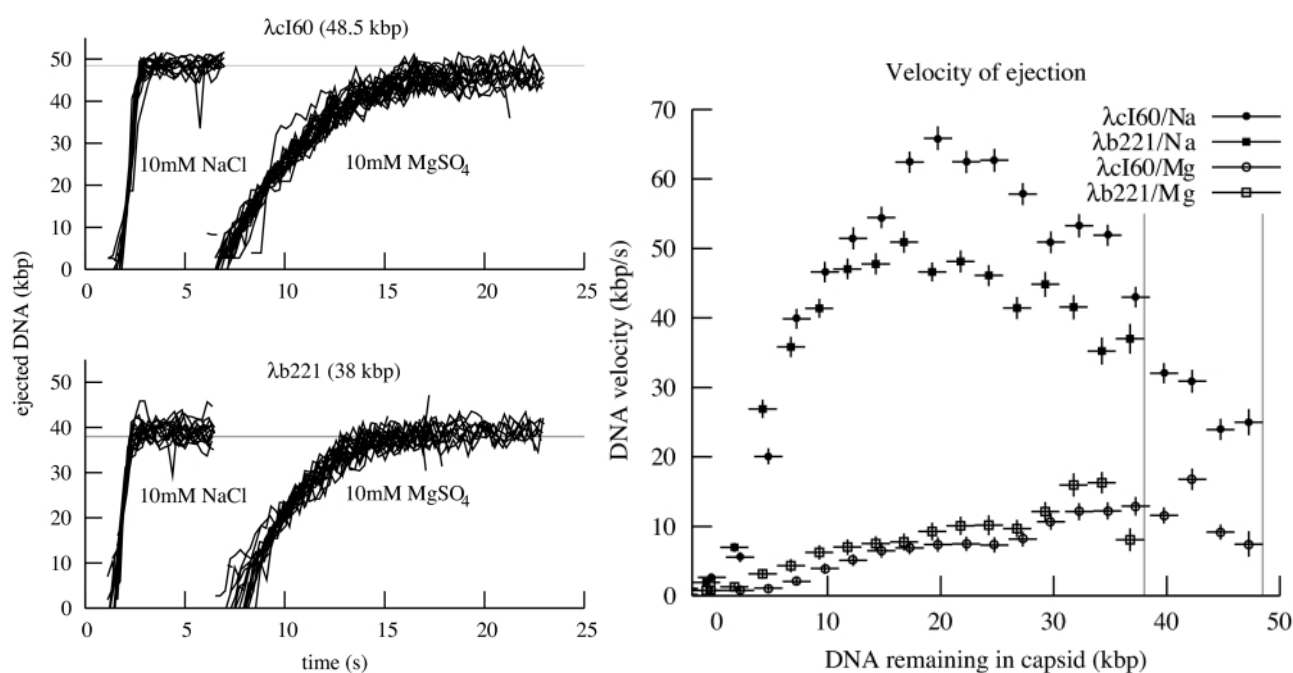 λcI60 (48.5 kbp)
50
40
30
20
10
0
10mM NaCl
10mM MgSO₄
0 5 10 15 20 25
λb221 (38 kbp)
50
40
30
20
10
0
10mM NaCl
10mM MgSO₄
0 5 10 15 20 25
ejected DNA (kbp)
time (s)
Velocity of ejection
λcI60/Na
λb221/Na
λcI60/Mg
λb221/Mg
70
60
50
40
30
20
10
0
DNA velocity (kbp/s)
0 10 20 30 40 50
DNA remaining in capsid (kbp)